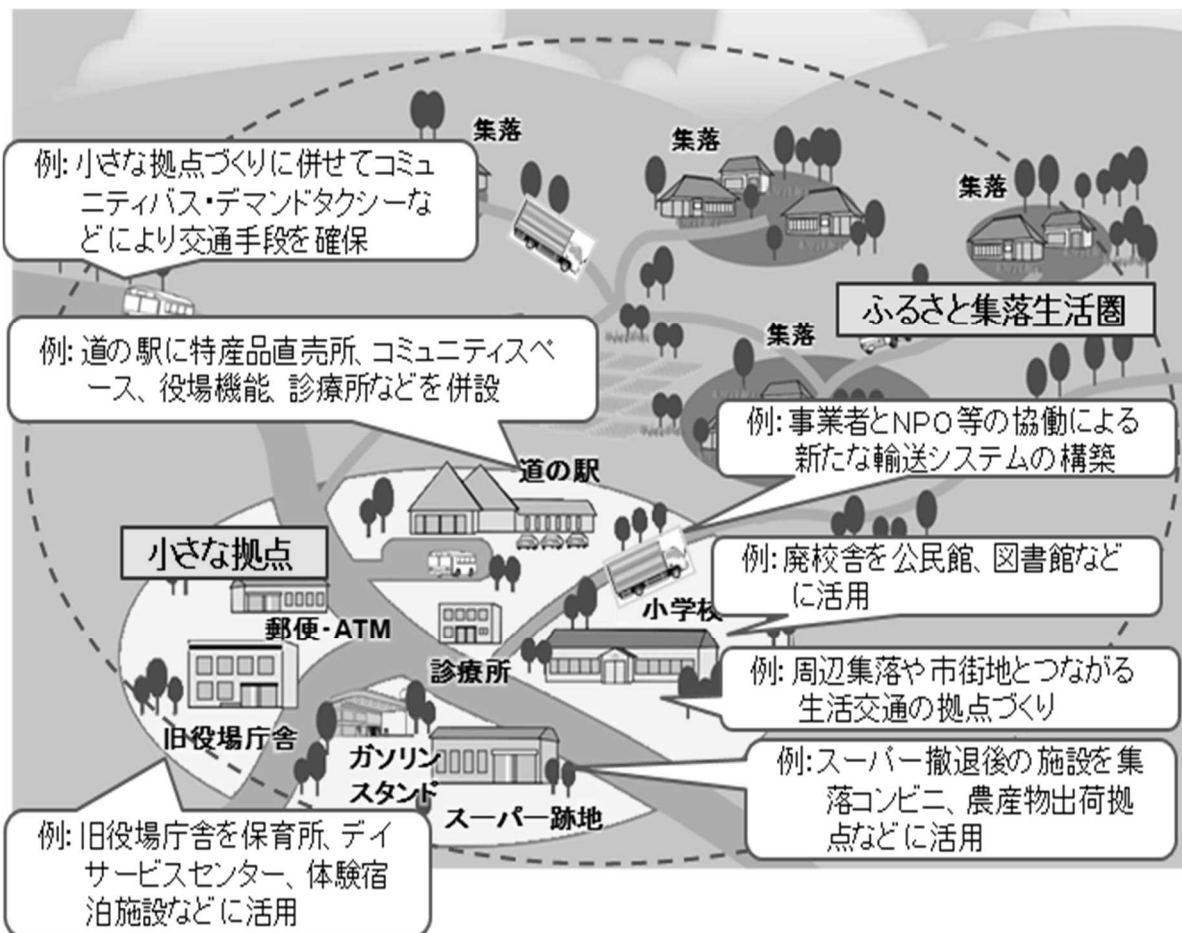 集落
集落
集落
例:小さな拠点づくりに併せてコミュ
ニティバス・デマンドタクシーな
どにより交通手段を確保
ふるさと集落生活圏
例:道の駅に特産品直売所、コミュニティスペ
ース、役場機能、診療所などを併設
集落
例:事業者とNPO等の協働による
新たな輸送システムの構築
道の駅
小さな拠点
例:廃校舎を公民館、図書館など
に活用
小学校
郵便・ATM
診療所
例:周辺集落や市街地とつながる
生活交通の拠点づくり
旧役場庁舎
ガソリン
スタンド
スーパー跡地
例:スーパー撤退後の施設を集
落コンビニ、農産物出荷拠
点などに活用
例:旧役場庁舎を保育所、デイ
サービスセンター、体験宿
泊施設などに活用